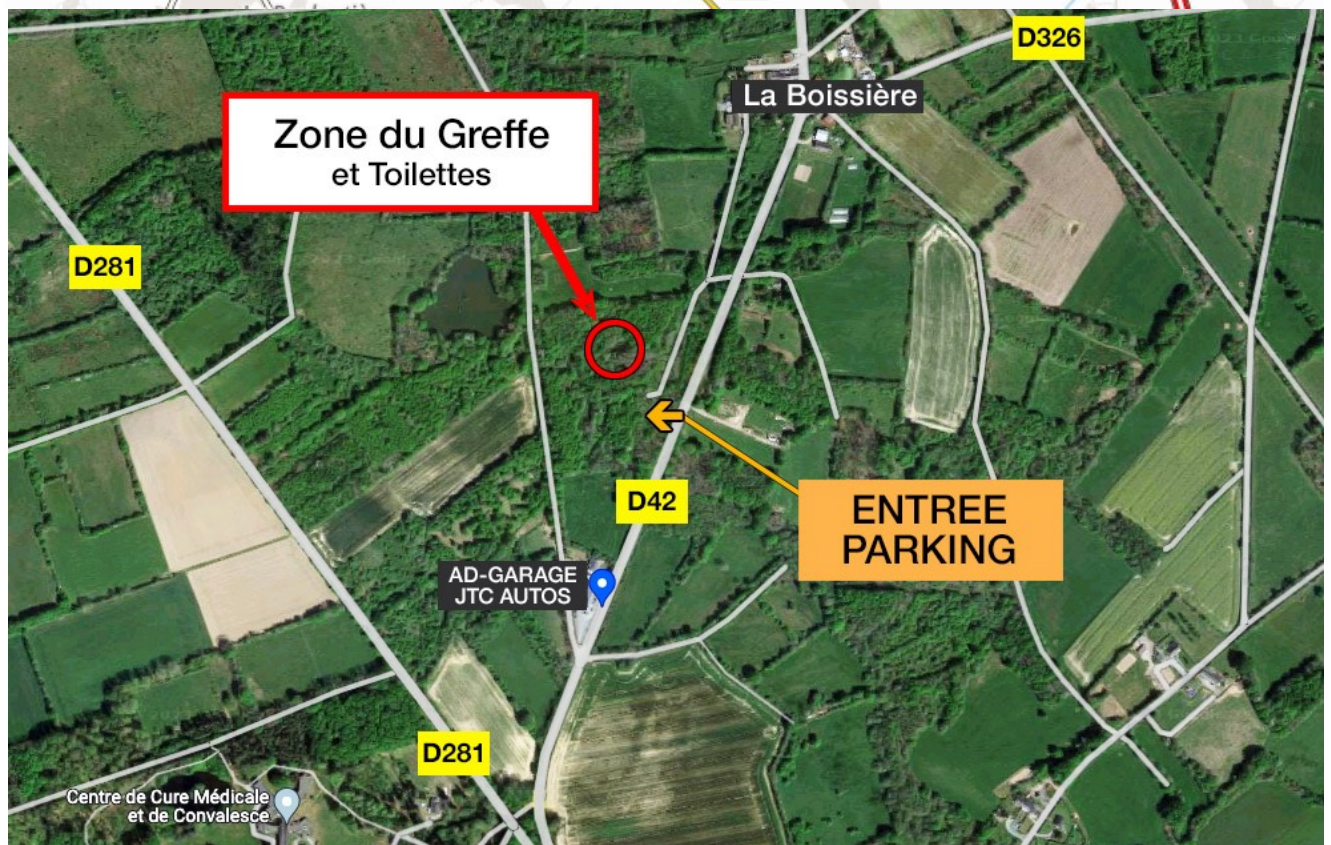 D326
La Boissière
Zone du Greffe
et Toilettes
D281
D42
ENTREE
PARKING
AD-GARAGE
JTC AUTOS
D281
Centre de Cure Médicale
et de Convalesce